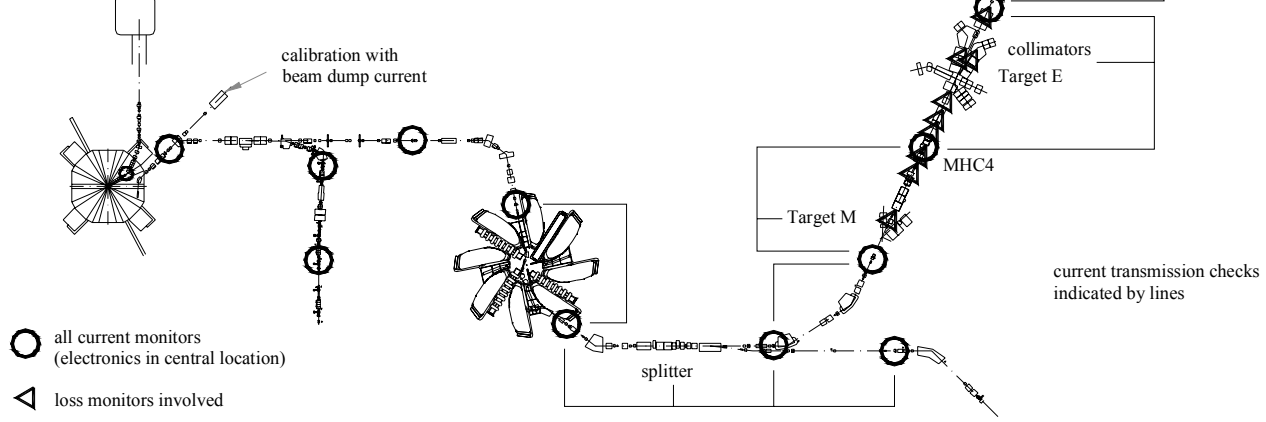 calibration with
beam dump current
collimators
Target E
MHC4
Target M
current transmission checks
indicated by lines
all current monitors
(electronics in central location)
splitter
loss monitors involved